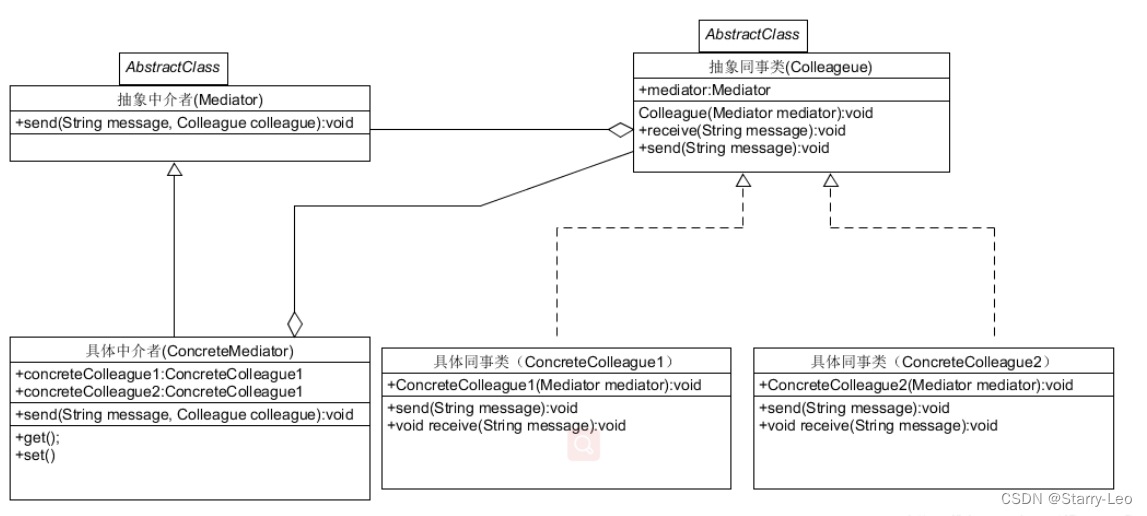 AbstractClass
抽象中介者(Mediator)
+send(String message, Colleague colleague):void
AbstractClass
抽象同事类(Colleageue)
+mediator:Mediator
Colleague(Mediator mediator):void
+receive(String message):void
+send(String message):void
具体中介者(ConcreteMediator)
+concreteColleague1:ConcreteColleague1
+concreteColleague2:ConcreteColleague1
+send(String message, Colleague colleague):void
+get();
+set()
具体同事类（ConcreteColleague1）
+ConcreteColleague1(Mediator mediator):void
+send(String message):void
+void receive(String message):void
具体同事类（ConcreteColleague2）
+ConcreteColleague2(Mediator mediator):void
+send(String message):void
+void receive(String message):void
CSDN @Starry-Leo